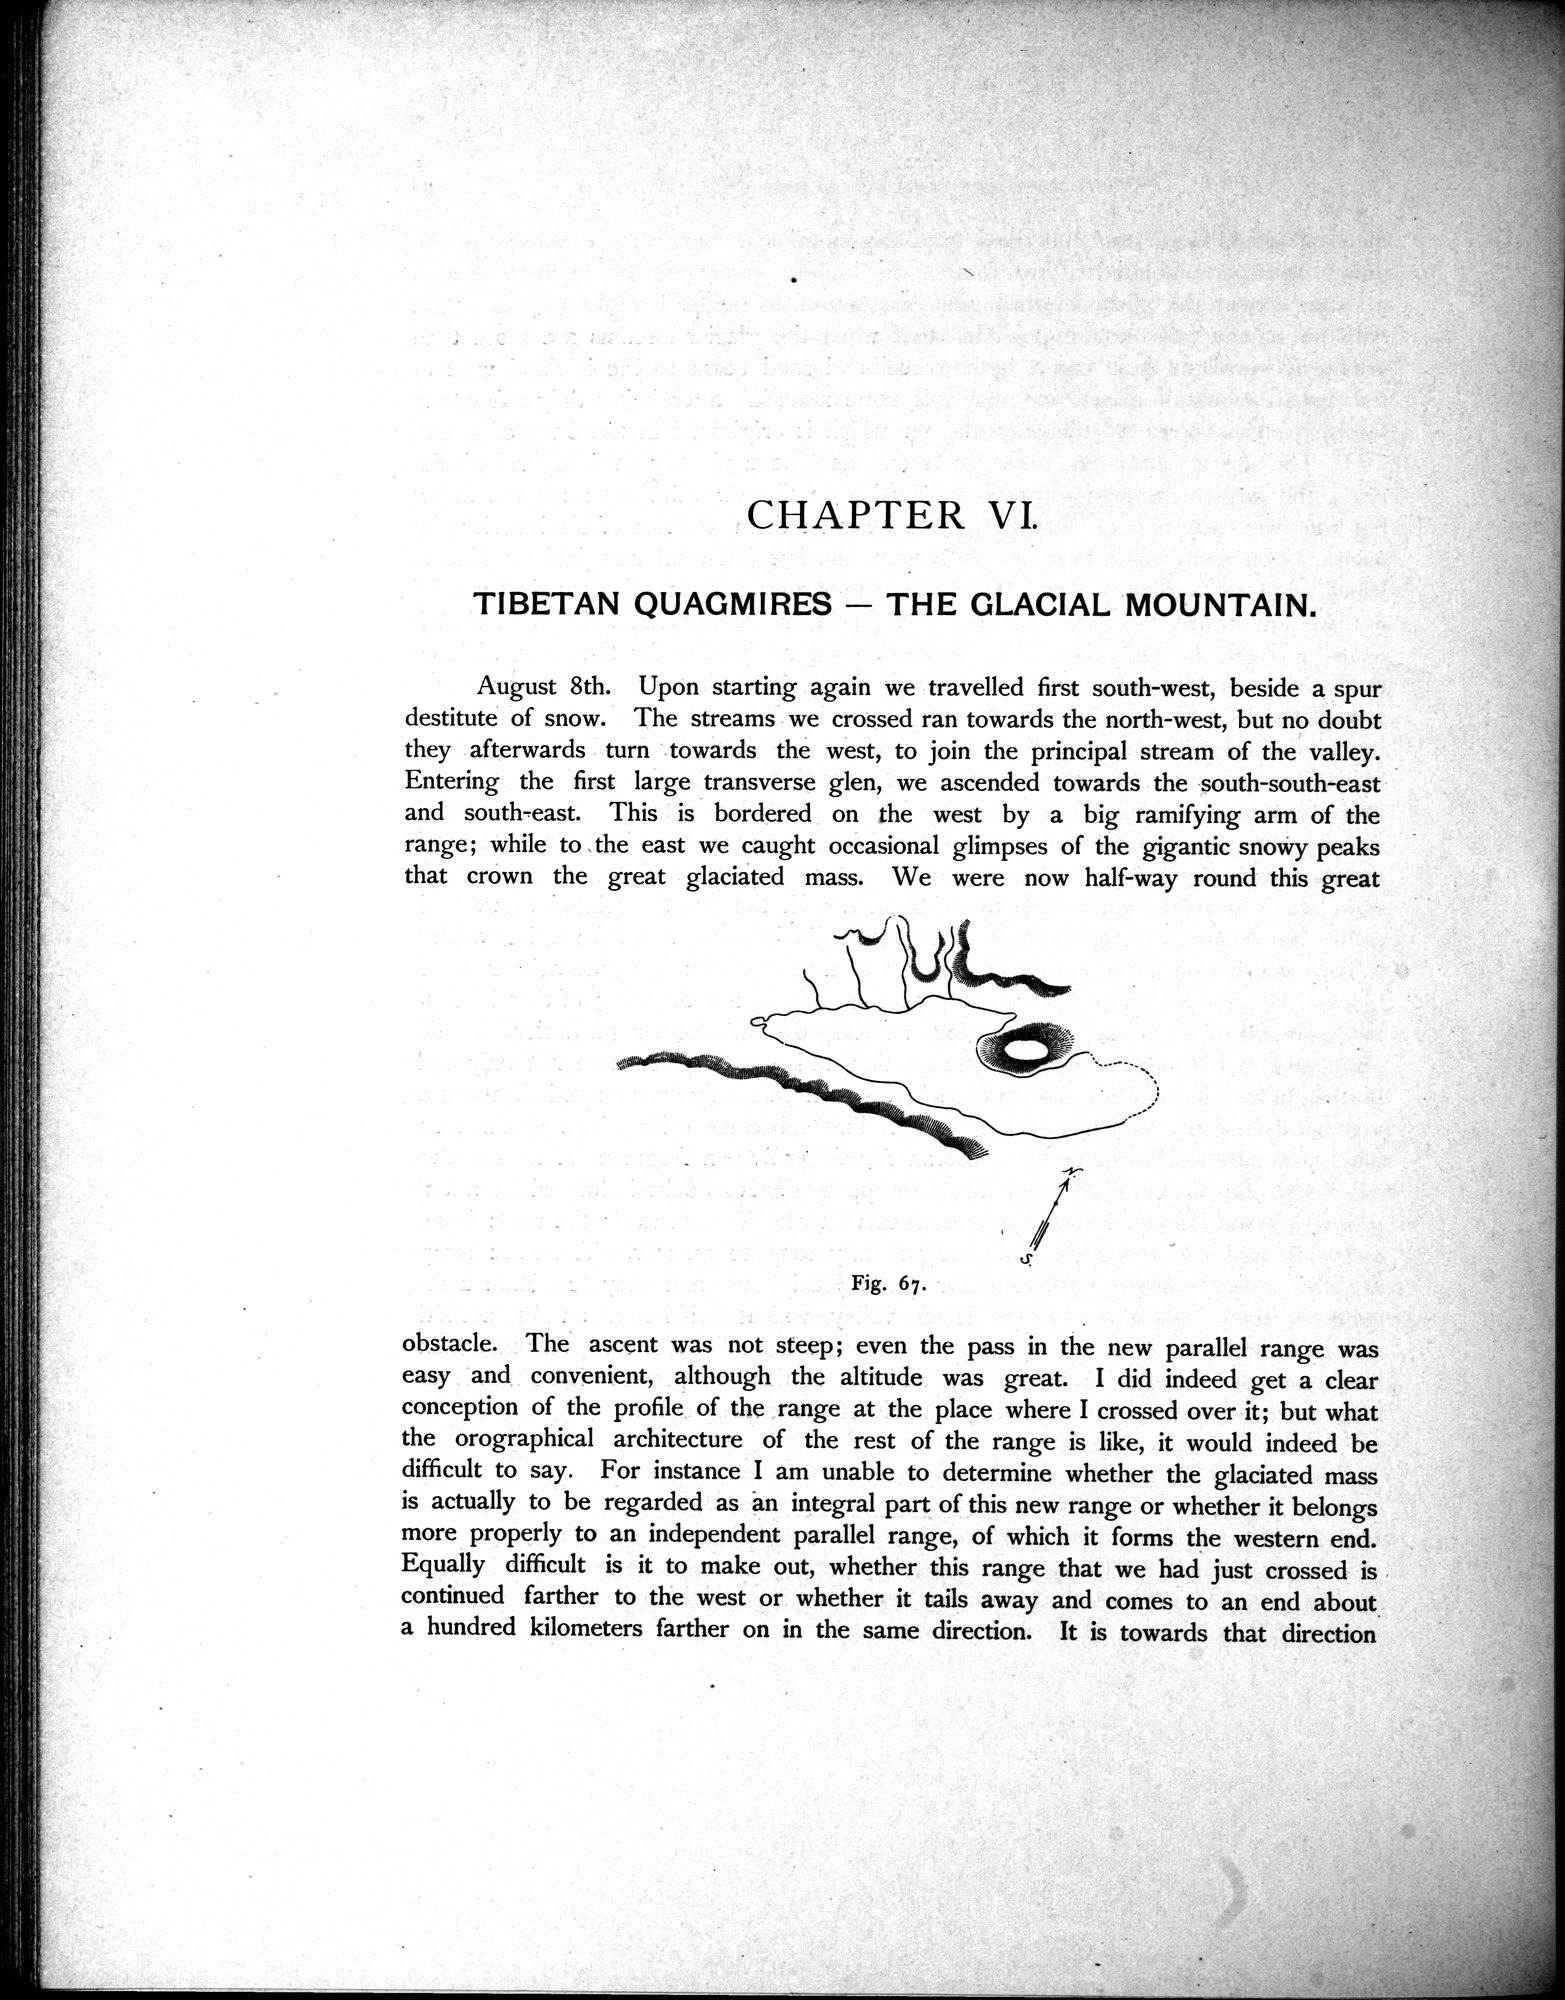 CHAPTER VI.
TIBETAN QUAGMIRES — THE GLACIAL MOUNTAIN.
August 8th. Upon starting again we travelled first south-west, beside a spur
destitute of snow. The streams we crossed ran towards the north-west, but no doubt
they afterwards turn towards the west, to join the principal stream of the valley.
Entering the first large transverse glen, we ascended towards the south-south-east
and south-east. This is bordered on the west by a big ramifying arm of the
range; while to the east we caught occasional glimpses of the gigantic snowy peaks
that crown the great glaciated mass. We were now half-way round this great
N.
S.
Fig. 67.
obstacle. The ascent was not steep; even the pass in the new parallel range was
easy and convenient, although the altitude was great. I did indeed get a clear
conception of the profile of the range at the place where I crossed over it; but what
the orographical architecture of the rest of the range is like, it would indeed be
difficult to say. For instance I am unable to determine whether the glaciated mass
is actually to be regarded as an integral part of this new range or whether it belongs
more properly to an independent parallel range, of which it forms the western end.
Equally difficult is it to make out, whether this range that we had just crossed is
continued farther to the west or whether it tails away and comes to an end about
a hundred kilometers farther on in the same direction. It is towards that direction